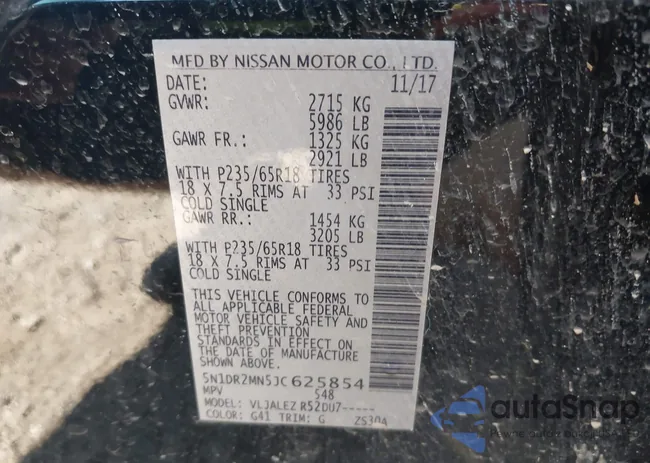 MFD BY NISSAN MOTOR CO., LTD.
DATE: 11/17
GVWR: 2715 KG
5986 LB
GAWR FR.: 1325 KG
2921 LB
WITH P235/65R18 TIRES
18 X 7.5 RIMS AT 33 PSI
COLD SINGLE
GAWR RR.: 1454 KG
3205 LB
WITH P235/65R18 TIRES
18 X 7.5 RIMS AT 33 PSI
COLD SINGLE
THIS VEHICLE CONFORMS TO
ALL APPLICABLE FEDERAL
MOTOR VEHICLE SAFETY AND
THEFT PREVENTION
STANDARDS IN EFFECT ON
THE DATE OF MANUFACTURE
SHOWN ABOVE.
5N1DR2MN5JC625854
MPV 548
MODEL: VLJALEZ R52DU7-----
COLOR: G41 TRIM: G ZS30A
autoSnap